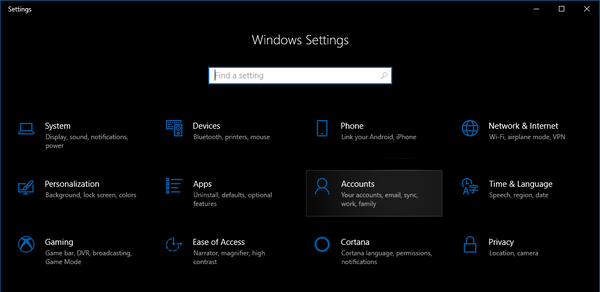 Settings
Windows Settings
Find a setting
System
Display, sound, notifications,
power
Devices
Bluetooth, printers, mouse
Phone
Link your Android, iPhone
Network & Internet
Wi-Fi, airplane mode, VPN
Personalization
Background, lock screen, colors
Apps
Uninstall, defaults, optional
features
Accounts
Your accounts, email, sync,
work, family
Time & Language
Speech, region, date
Gaming
Game bar, DVR, broadcasting,
Game Mode
Ease of Access
Narrator, magnifier, high
contrast
Cortana
Cortana language, permissions,
notifications
Privacy
Location, camera